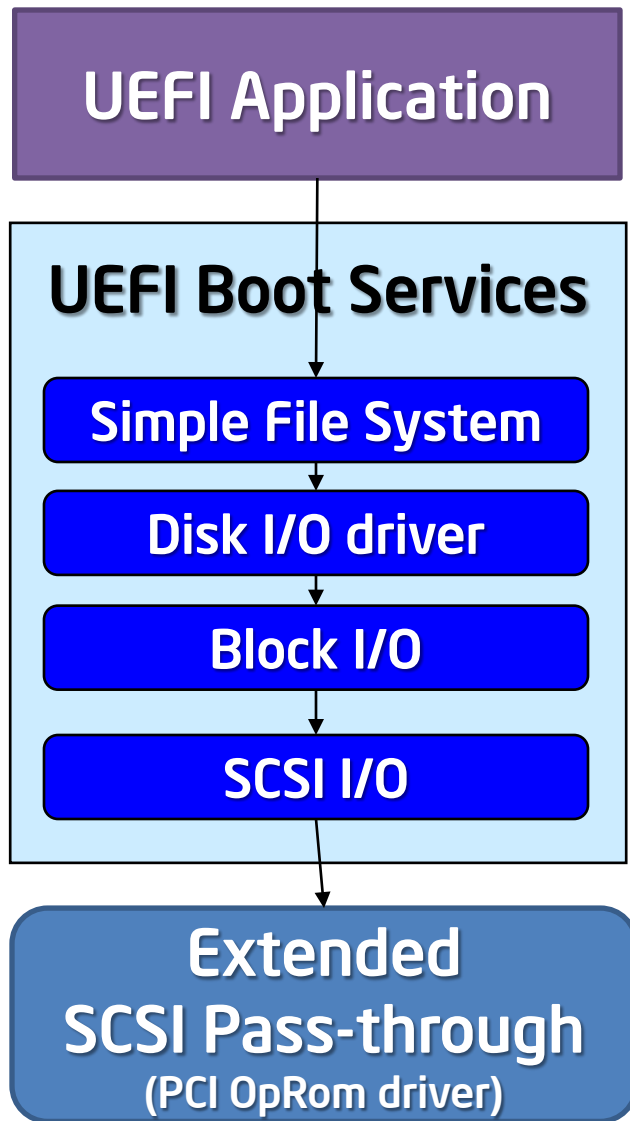 UEFI Application
UEFI Boot Services
Simple File System
Disk I/O driver
Block I/O
SCSI I/O
Extended
SCSI Pass-through
(PCI OpRom driver)